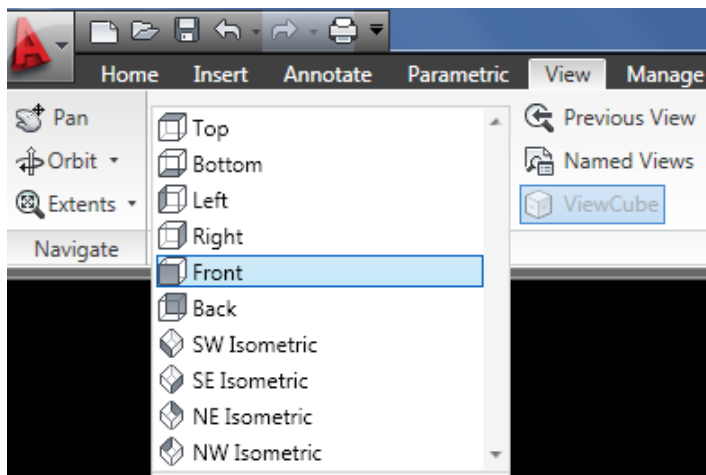 Home Insert Annotate Parametric View Manage
Pan
Orbit
Extents
Navigate
Top
Bottom
Left
Right
Front
Back
SW Isometric
SE Isometric
NE Isometric
NW Isometric
Previous View
Named Views
ViewCube